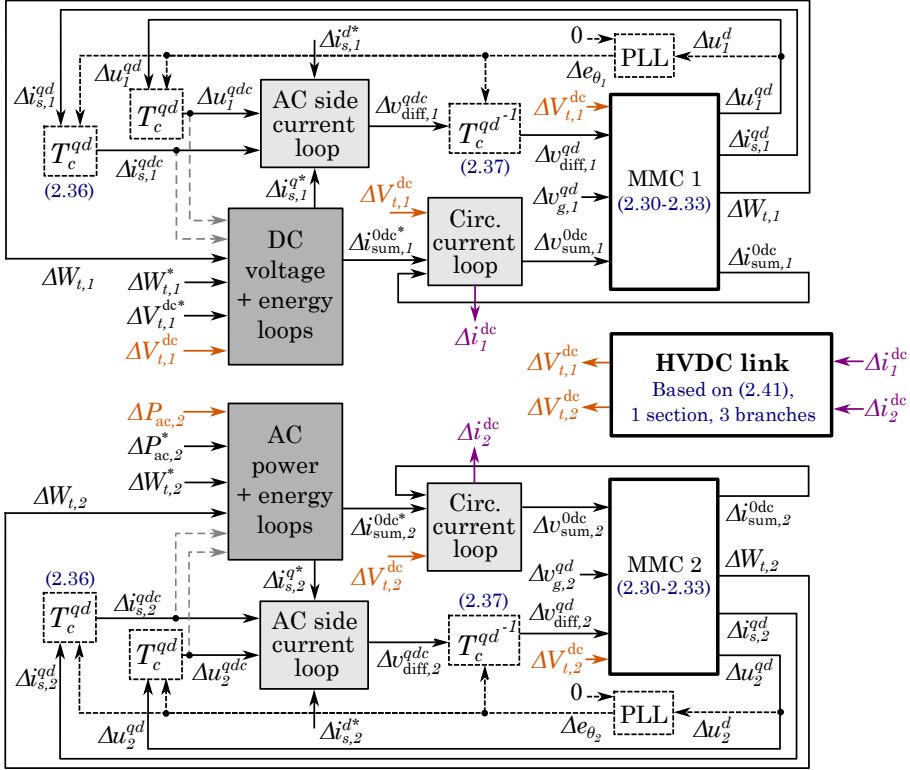 Δi_{s,1}^{d*}
0
PLL
Δu_1^d
Δe_{θ_1}
Δu_1^{qd}
Δi_{s,1}^{qd}
T_c^{qd}
Δu_1^{qdc}
AC side
current
loop
Δv_{diff,1}^{qdc}
T_c^{qd^{-1}}
(2.37)
ΔV_{t,1}^{dc}
Δu_1^{qd}
T_c^{qd}
(2.36)
Δi_{s,1}^{qdc}
Δv_{diff,1}^{qd}
MMC 1
(2.30-2.33)
Δi_{s,1}^{qd}
Δi_{s,1}^{q*}
ΔV_{t,1}^{dc}
Δv_{g,1}^{qd}
ΔW_{t,1}
DC
voltage
+ energy
loops
Δi_{sum,1}^{0dc*}
Circ.
current
loop
Δv_{sum,1}^{0dc}
Δi_{sum,1}^{0dc}
ΔW_{t,1}
ΔW_{t,1}^*
ΔV_{t,1}^{dc*}
ΔV_{t,1}^{dc}
Δi_1^{dc}
ΔV_{t,1}^{dc}
ΔV_{t,2}^{dc}
HVDC link
Based on (2.41),
1 section, 3 branches
Δi_1^{dc}
Δi_2^{dc}
ΔP_{ac,2}
ΔP_{ac,2}^*
ΔW_{t,2}^*
ΔW_{t,2}
AC
power
+ energy
loops
Δi_2^{dc}
Δi_{sum,2}^{0dc*}
Circ.
current
loop
Δv_{sum,2}^{0dc}
Δi_{sum,2}^{0dc}
ΔV_{t,2}^{dc}
Δv_{g,2}^{qd}
MMC 2
(2.30-2.33)
ΔW_{t,2}
(2.36)
T_c^{qd}
Δi_{s,2}^{qdc}
Δi_{s,2}^{q*}
(2.37)
T_c^{qd^{-1}}
Δv_{diff,2}^{qd}
Δi_{s,2}^{qd}
Δi_{s,2}^{qd}
T_c^{qd}
Δu_2^{qdc}
AC side
current
loop
Δv_{diff,2}^{qdc}
ΔV_{t,2}^{dc}
Δu_2^{qd}
Δu_2^{qd}
Δi_{s,2}^{d*}
0
PLL
Δe_{θ_2}
Δu_2^d